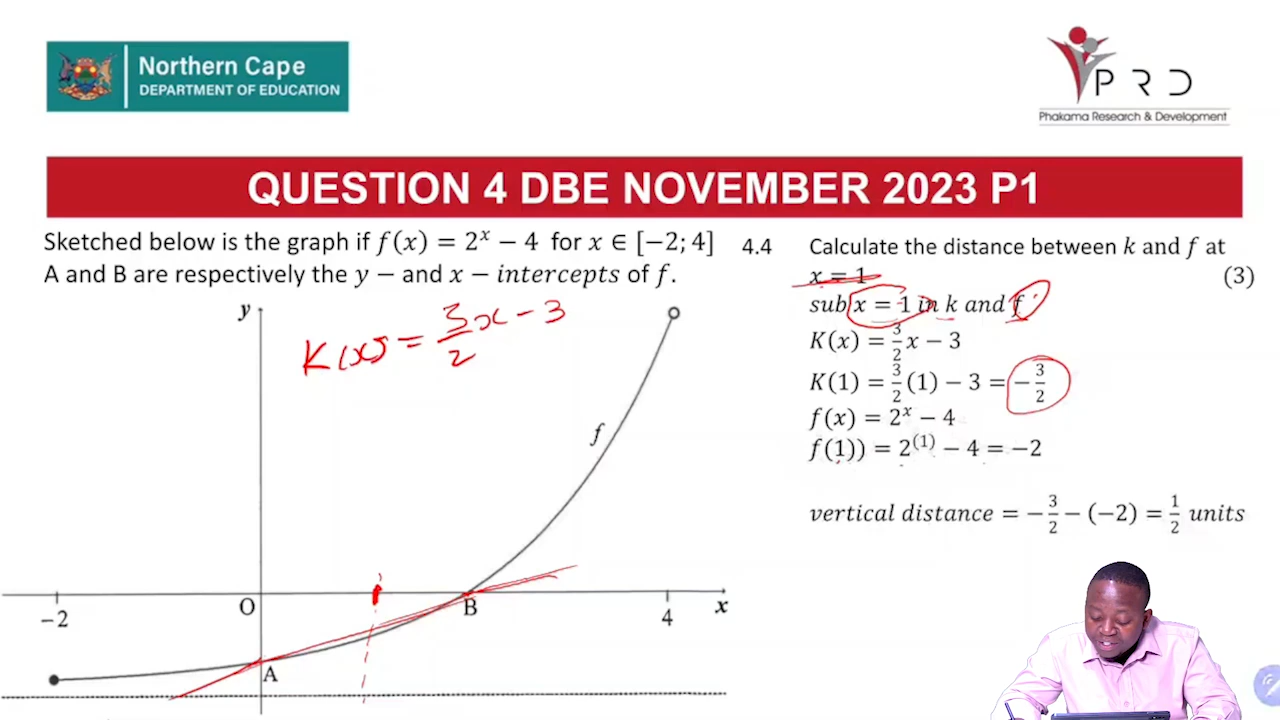 Northern Cape
DEPARTMENT OF EDUCATION
PRD
Phakama Research & Development
QUESTION 4 DBE NOVEMBER 2023 P1
Sketched below is the graph if f(x) = 2ˣ − 4 for x ∈ [−2; 4]
A and B are respectively the y − and x − intercepts of f.
y
K(x) = 3/2 x − 3
f
O
B
x
−2
4
A
4.4 Calculate the distance between k and f at
x = 1 (3)
sub x = 1 in k and f
K(x) = 3/2 x − 3
K(1) = 3/2 (1) − 3 = − 3/2
f(x) = 2ˣ − 4
f(1)) = 2⁽¹⁾ − 4 = −2
vertical distance = − 3/2 − (−2) = 1/2 units